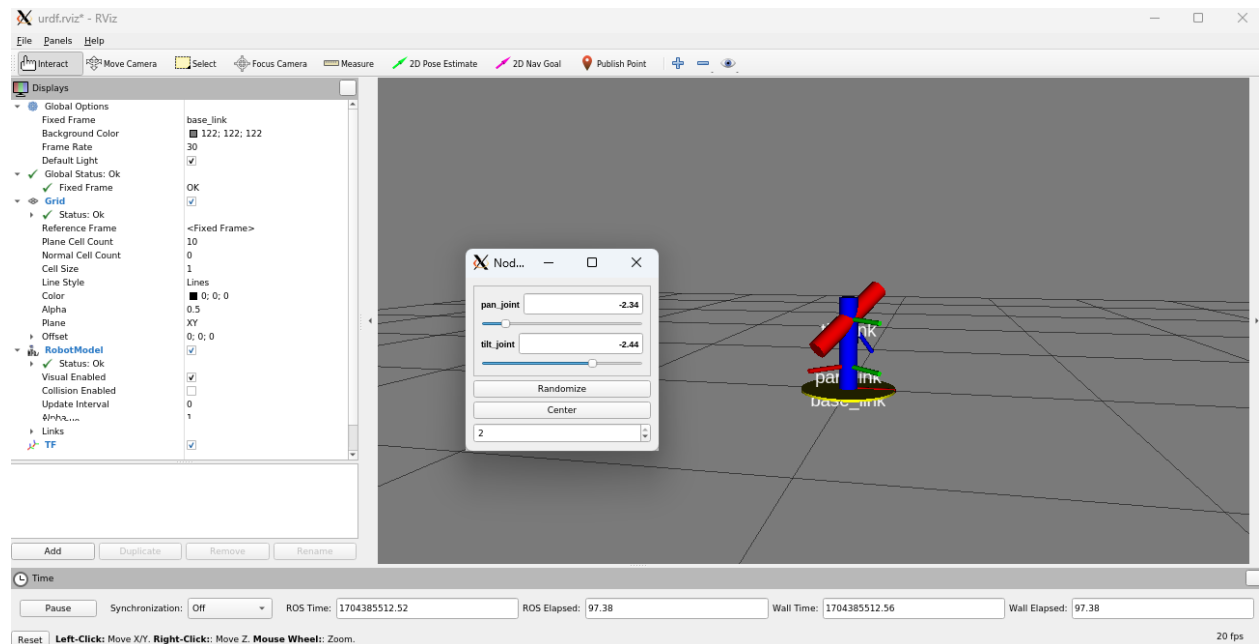 urdf.rviz* - RViz
File Panels Help
Interact Move Camera Select Focus Camera Measure 2D Pose Estimate 2D Nav Goal Publish Point
Displays
Global Options
Fixed Frame base_link
Background Color 122; 122; 122
Frame Rate 30
Default Light
Global Status: Ok
Fixed Frame OK
Grid
Status: Ok
Reference Frame <Fixed Frame>
Plane Cell Count 10
Normal Cell Count 0
Cell Size 1
Line Style Lines
Color 0; 0; 0
Alpha 0.5
Plane XY
Offset 0; 0; 0
RobotModel
Status: Ok
Visual Enabled
Collision Enabled
Update Interval 0
Alpha 1
Links
TF
Add Duplicate Remove Rename
Nod...
pan_joint -2.34
tilt_joint -2.44
Randomize
Center
2
base_link
Time
Pause Synchronization: Off ROS Time: 1704385512.52 ROS Elapsed: 97.38 Wall Time: 1704385512.56 Wall Elapsed: 97.38
Reset Left-Click: Move X/Y. Right-Click:: Move Z. Mouse Wheel:: Zoom. 20 fps